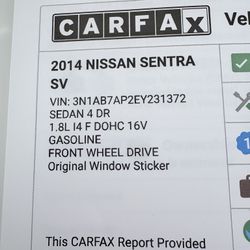 CARFAX Vel
2014 NISSAN SENTRA
SV
VIN: 3N1AB7AP2EY231372
SEDAN 4 DR
1.8L I4 F DOHC 16V
GASOLINE
FRONT WHEEL DRIVE
Original Window Sticker
This CARFAX Report Provided